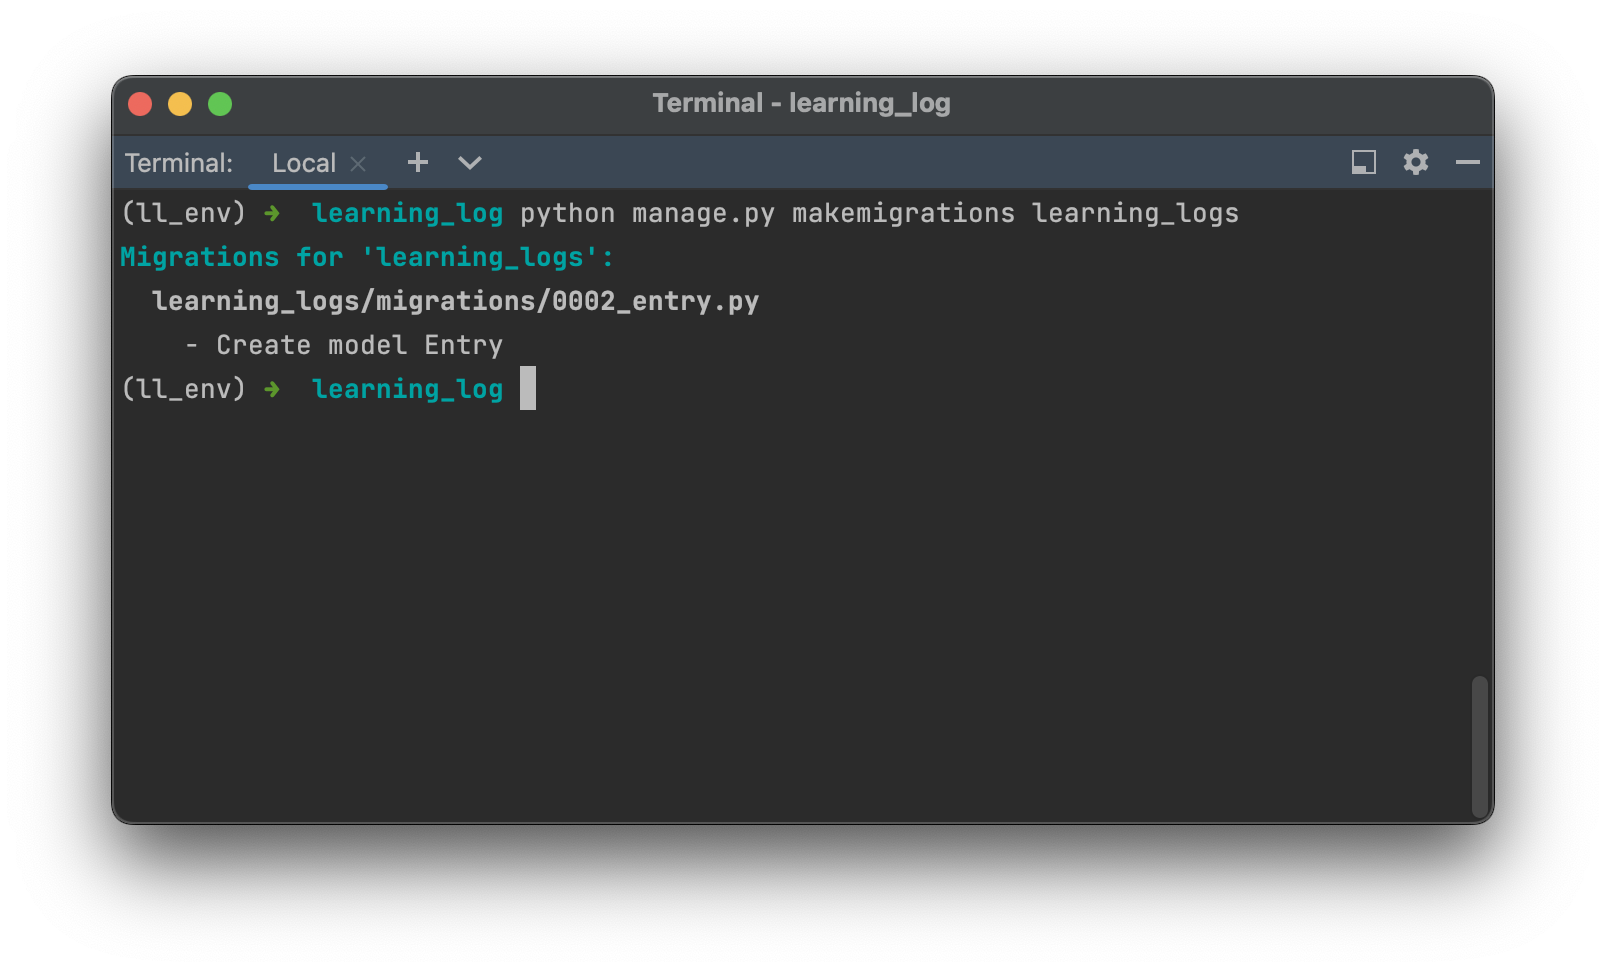 Terminal - learning_log
Terminal: Local
(ll_env) ➜ learning_log python manage.py makemigrations learning_logs
Migrations for 'learning_logs':
learning_logs/migrations/0002_entry.py
- Create model Entry
(ll_env) ➜ learning_log